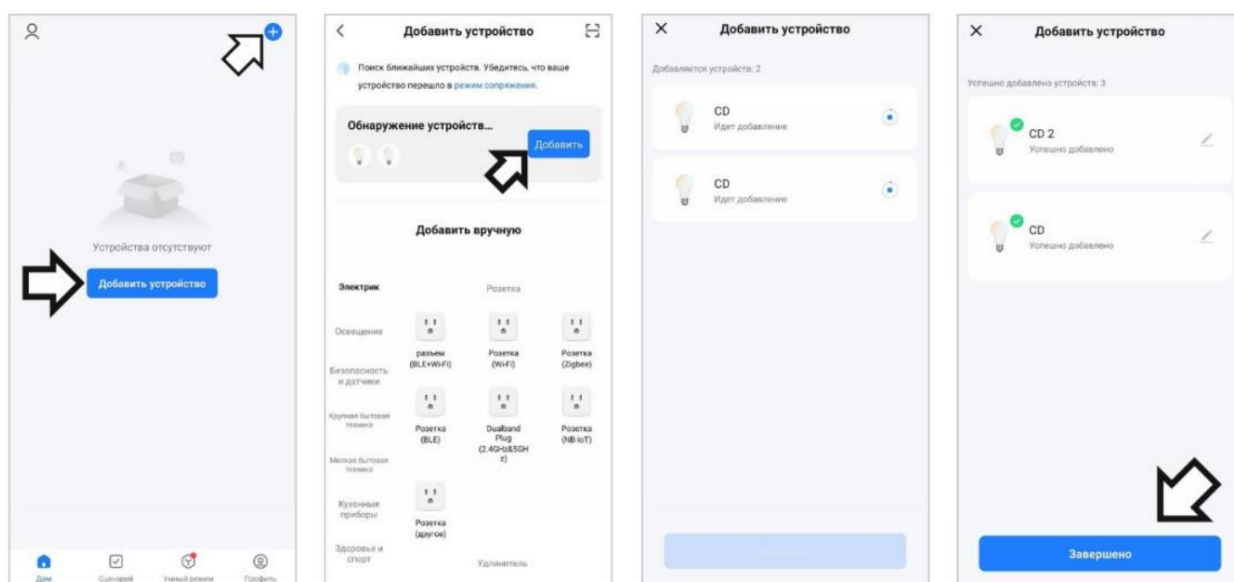 Устройства отсутствуют
Добавить устройство
Дом
Сценарий
Умный режим
Профиль
Добавить устройство
Поиск ближайших устройств. Убедитесь, что ваше
устройство перешло в режим сопряжения.
Обнаружение устройств...
Добавить
Добавить вручную
Электрик
Розетка
Освещение
Безопасность
и датчики
Крупная бытовая
техника
Мелкая бытовая
техника
Кухонные
приборы
Здоровье и
спорт
разъем
(BLE+Wi-Fi)
Розетка
(Wi-Fi)
Розетка
(Zigbee)
Розетка
(BLE)
Dualband
Plug
(2.4GHz&5GH
z)
Розетка
(NB-IoT)
Розетка
(другое)
Удлинитель
Добавить устройство
Добавляется устройств: 2
CD
Идет добавление
CD
Идет добавление
Добавить устройство
Успешно добавлено устройств: 3
CD 2
Успешно добавлено
CD
Успешно добавлено
Завершено